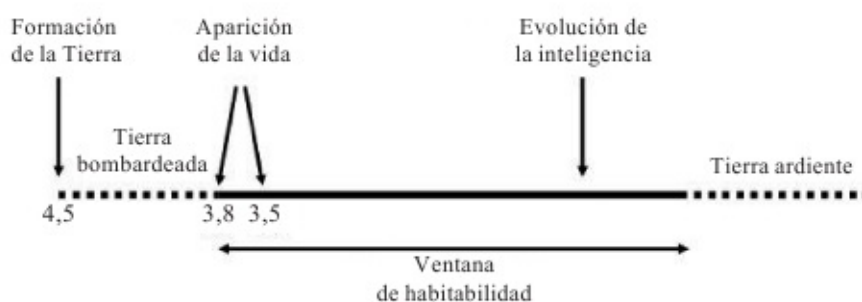 Formación
de la Tierra
Aparición
de la vida
Evolución de
la inteligencia
Tierra
bombardeada
Tierra ardiente
4,5
3,8
3,5
Ventana
de habitabilidad